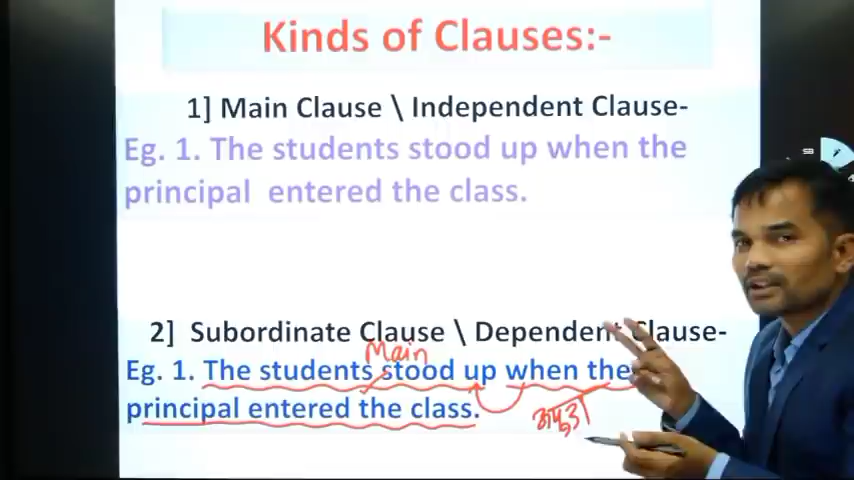 Kinds of Clauses:-
1] Main Clause \ Independent Clause-
Eg. 1. The students stood up when the
principal entered the class.
2] Subordinate Clause \ Dependent Clause-
Main
Eg. 1. The students stood up when the
principal entered the class.
SB